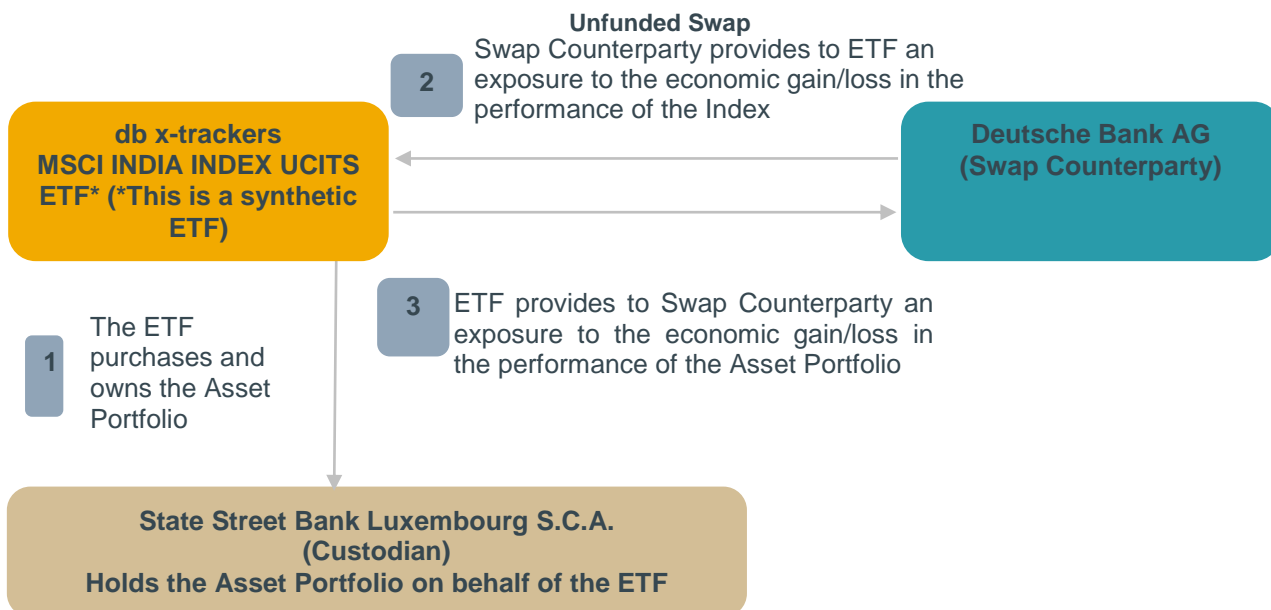 Unfunded Swap
2
Swap Counterparty provides to ETF an
exposure to the economic gain/loss in the
performance of the Index
db x-trackers
MSCI INDIA INDEX UCITS
ETF* (*This is a synthetic
ETF)
Deutsche Bank AG
(Swap Counterparty)
3
ETF provides to Swap Counterparty an
exposure to the economic gain/loss in
the performance of the Asset Portfolio
1
The ETF
purchases and
owns the Asset
Portfolio
State Street Bank Luxembourg S.C.A.
(Custodian)
Holds the Asset Portfolio on behalf of the ETF